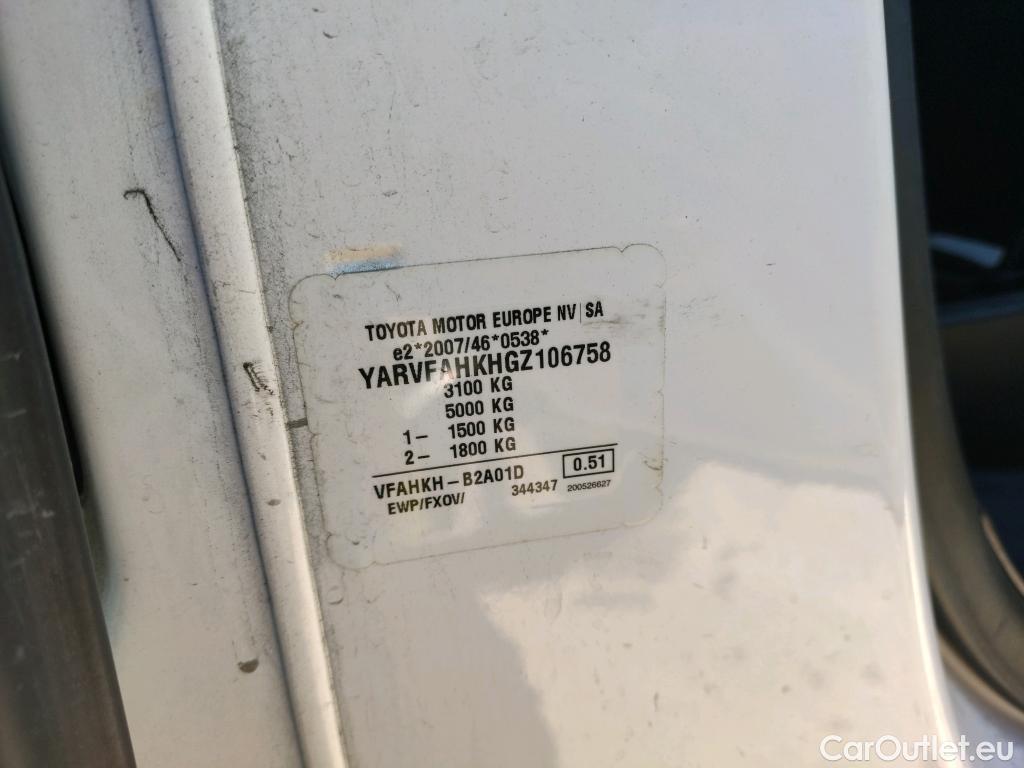 TOYOTA MOTOR EUROPE NV|SA
e2*2007/46*0538*
YARVFAHKHGZ106758
3100 KG
5000 KG
1– 1500 KG
2– 1800 KG
VFAHKH–B2A01D 0.51
EWP/FXOV/ 344347 200526627
CarOutlet.eu